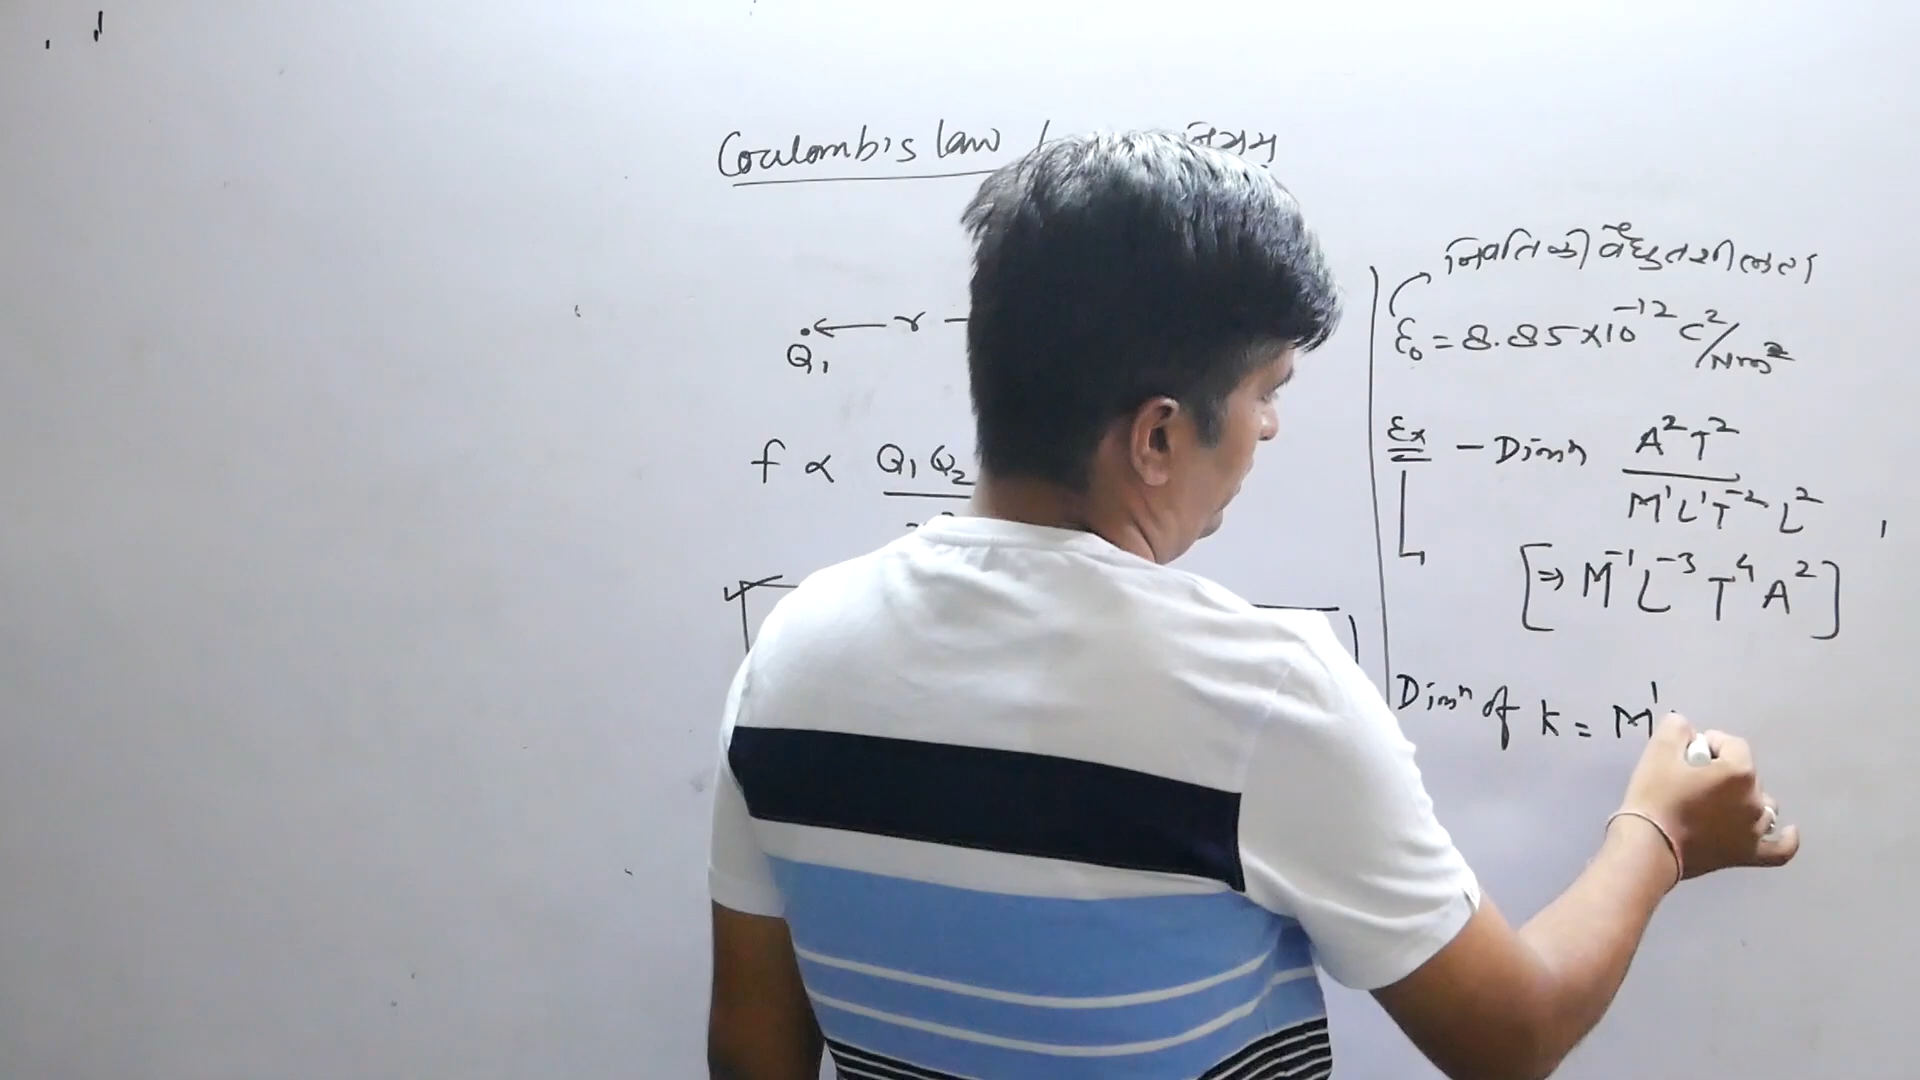 Coulomb's law / नियम
Q₁ ← r –
f ∝ Q₁Q₂
निर्वात की वैद्युतशीलता
ε₀ = 8.85×10⁻¹² C²/Nm²
Ex – Dimn A²T²/M¹L¹T⁻²L²
[⇒ M⁻¹L⁻³T⁴A²]
Dimⁿ of k = M¹